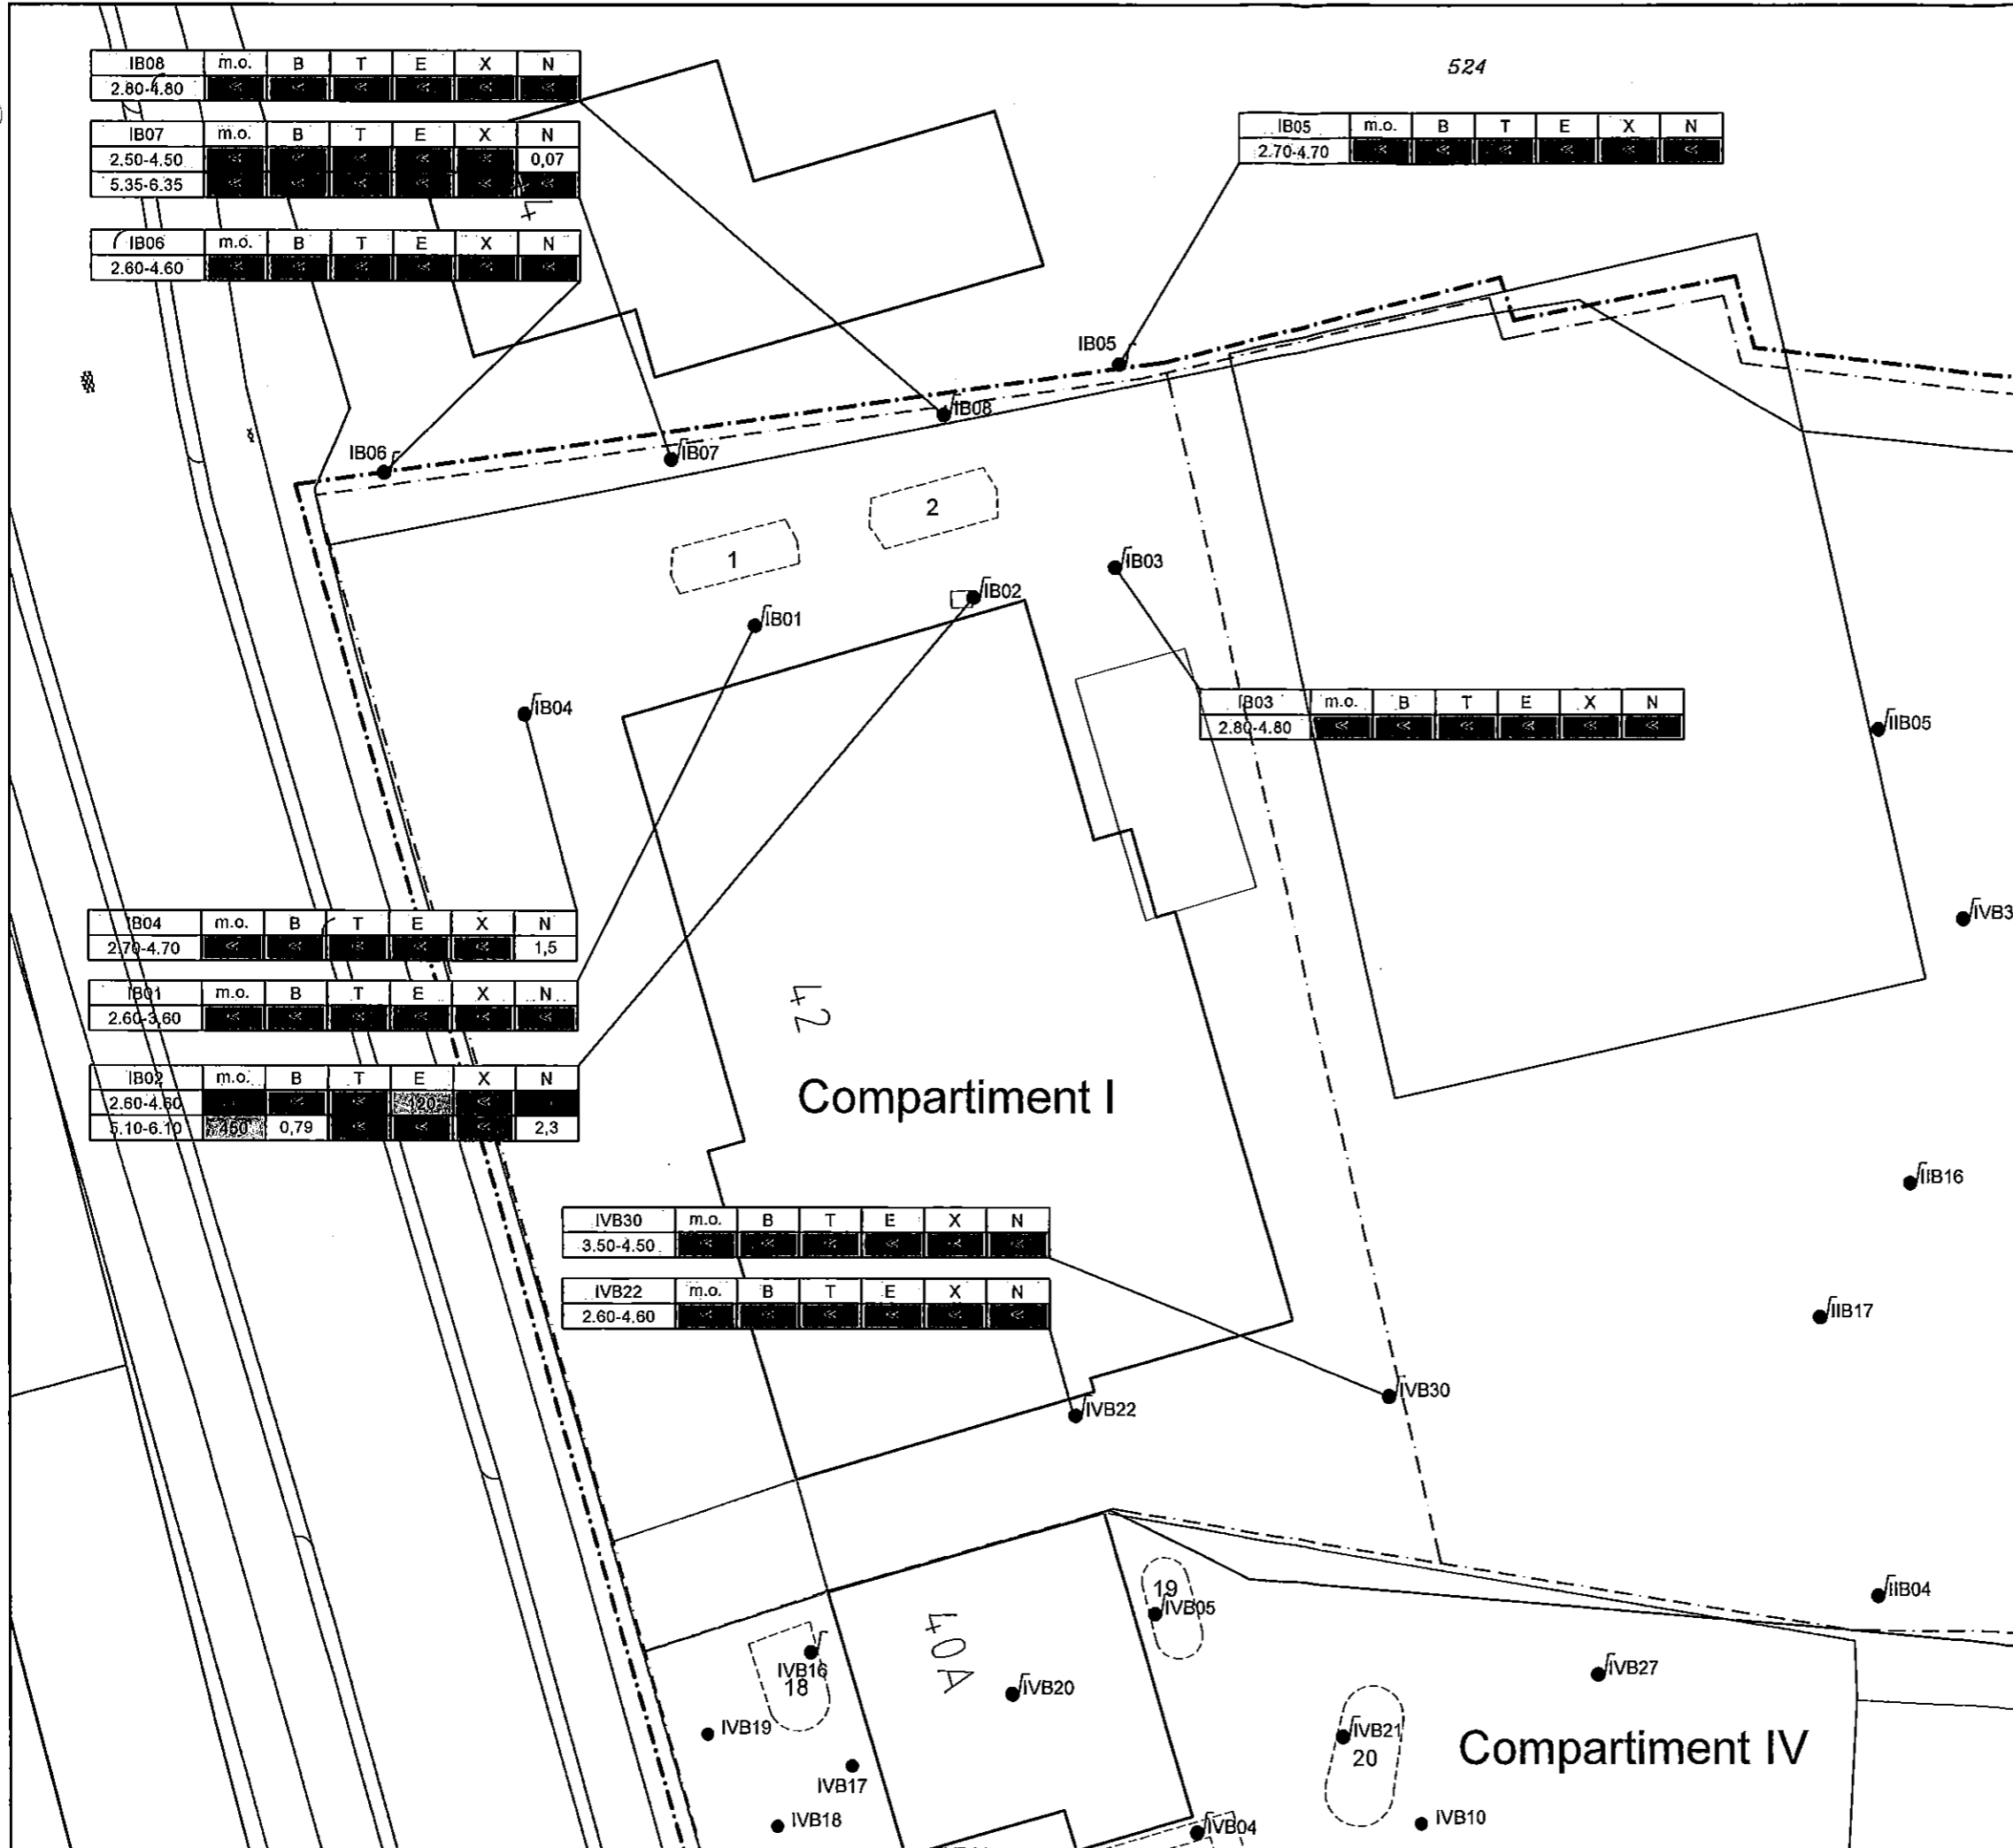 524
IB08 m.o. B T E X N
2.80-4.80 < < < < < <
IB07 m.o. B T E X N
2.50-4.50 < < < < < 0,07
5.35-6.35 < < < < < <
IB06 m.o. B T E X N
2.60-4.60 < < < < < <
IB05 m.o. B T E X N
2.70-4.70 < < < < < <
IB05
IB08
IB06
IB07
2
1
IB03
IB02
IB01
IB04
IB03 m.o. B T E X N
2.80-4.80 < < < < < <
IIB05
IVB3
IB04 m.o. B T E X N
2.70-4.70 < < < < < 1,5
IB01 m.o. B T E X N
2.60-3.60 < < < < < <
42
Compartiment I
IB02 m.o. B T E X N
2.60-4.60 < < <
5.10-6.10 450 0,79 < < < 2,3
IIB16
IVB30 m.o. B T E X N
3.50-4.50 < < < < < <
IVB22 m.o. B T E X N
2.60-4.60 < < < < < <
IIB17
IVB30
IVB22
19
IVB05
IIB04
40A
IVB16
18
IVB20
IVB27
IVB19
IVB21
20
Compartiment IV
IVB17
IVB18
IVB04
IVB10